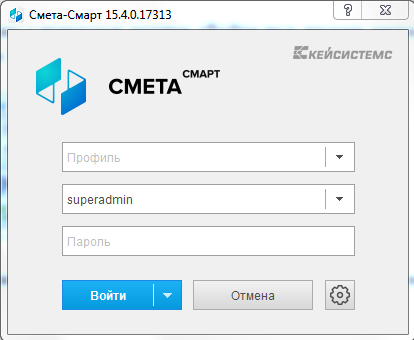 Смета-Смарт 15.4.0.17313
КЕЙСИСТЕМС
СМЕТА СМАРТ
Профиль
superadmin
Пароль
Войти
Отмена